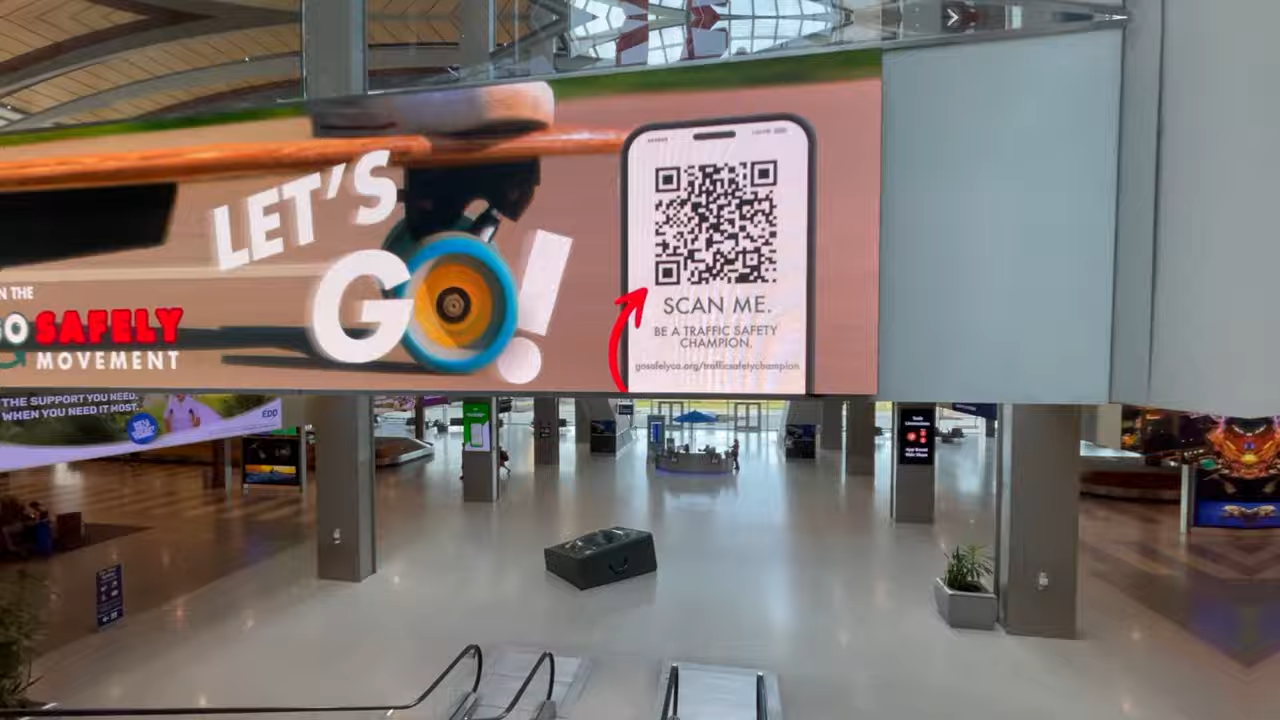 LET'S
GO!
N THE
GO SAFELY
MOVEMENT
SCAN ME.
BE A TRAFFIC SAFETY
CHAMPION.
gosafelyca.org/trafficsafetychampion
THE SUPPORT YOU NEED.
WHEN YOU NEED IT MOST.
EDD